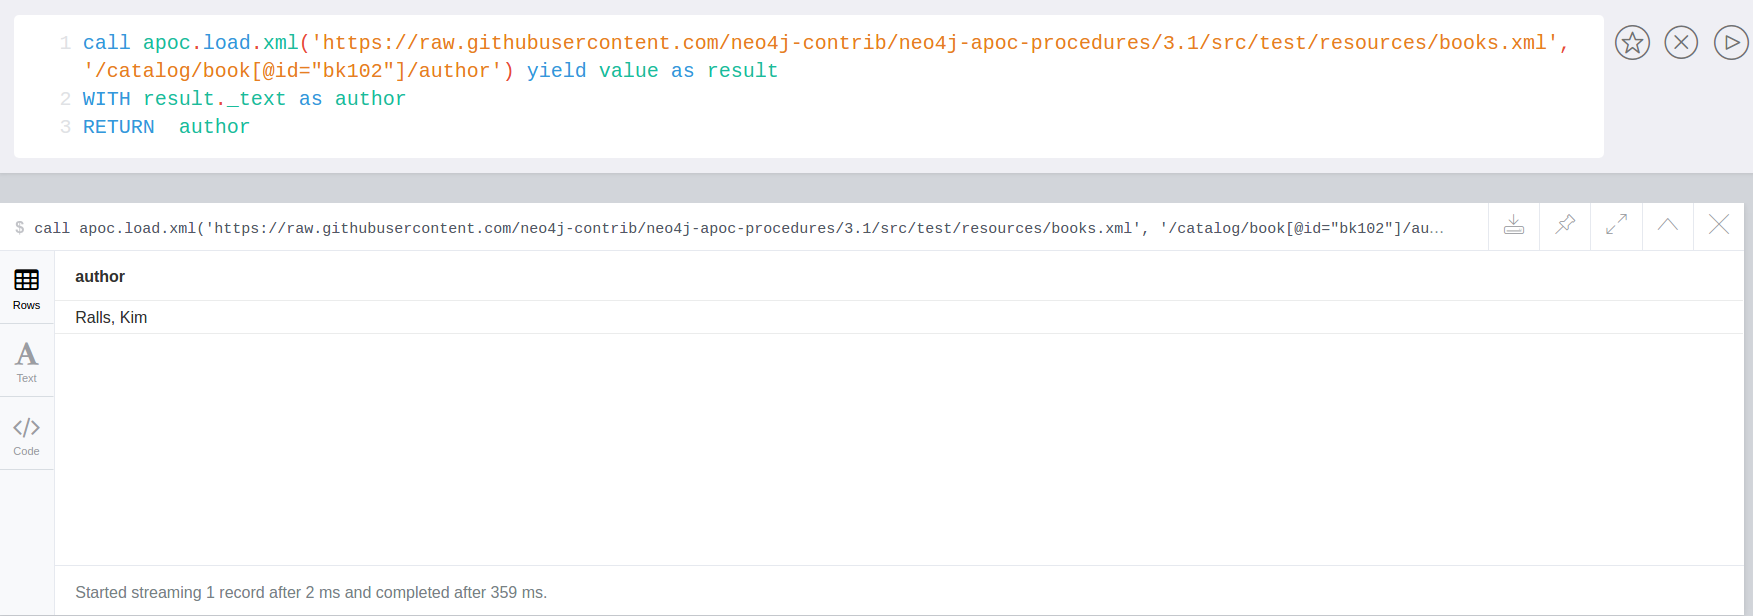 1 call apoc.load.xml('https://raw.githubusercontent.com/neo4j-contrib/neo4j-apoc-procedures/3.1/src/test/resources/books.xml',
'/catalog/book[@id="bk102"]/author') yield value as result
2 WITH result._text as author
3 RETURN  author
$ call apoc.load.xml('https://raw.githubusercontent.com/neo4j-contrib/neo4j-apoc-procedures/3.1/src/test/resources/books.xml', '/catalog/book[@id="bk102"]/au...
author
Rows
Ralls, Kim
A
Text
</>
Code
Started streaming 1 record after 2 ms and completed after 359 ms.